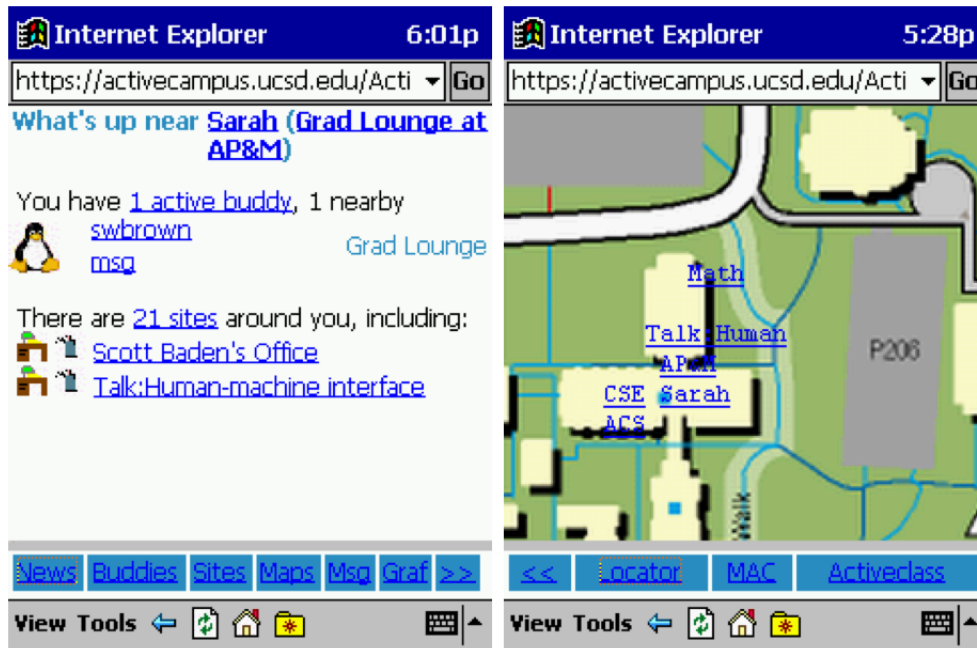 Internet Explorer 6:01p
https://activecampus.ucsd.edu/Acti Go
What's up near Sarah (Grad Lounge at
AP&M)
You have 1 active buddy, 1 nearby
swbrown
Grad Lounge
msg
There are 21 sites around you, including:
Scott Baden's Office
Talk:Human-machine interface
News Buddies Sites Maps Msg Graf >>
View Tools
Internet Explorer 5:28p
https://activecampus.ucsd.edu/Acti Go
Math
Talk:Human
AP&M
CSE Sarah
ACS
P206
Walk
<< Locator MAC Activeclass
View Tools